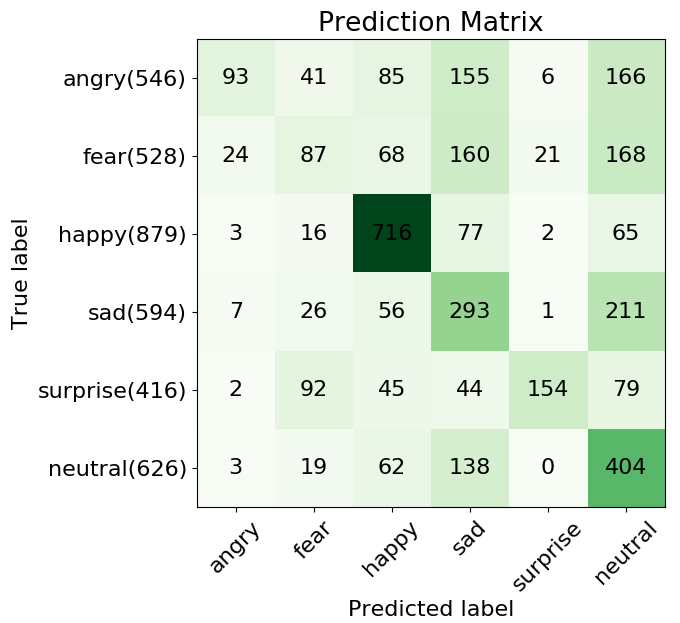 Prediction Matrix
True label
angry(546) 93 41 85 155 6 166
fear(528) 24 87 68 160 21 168
happy(879) 3 16 716 77 2 65
sad(594) 7 26 56 293 1 211
surprise(416) 2 92 45 44 154 79
neutral(626) 3 19 62 138 0 404
angry fear happy sad surprise neutral
Predicted label